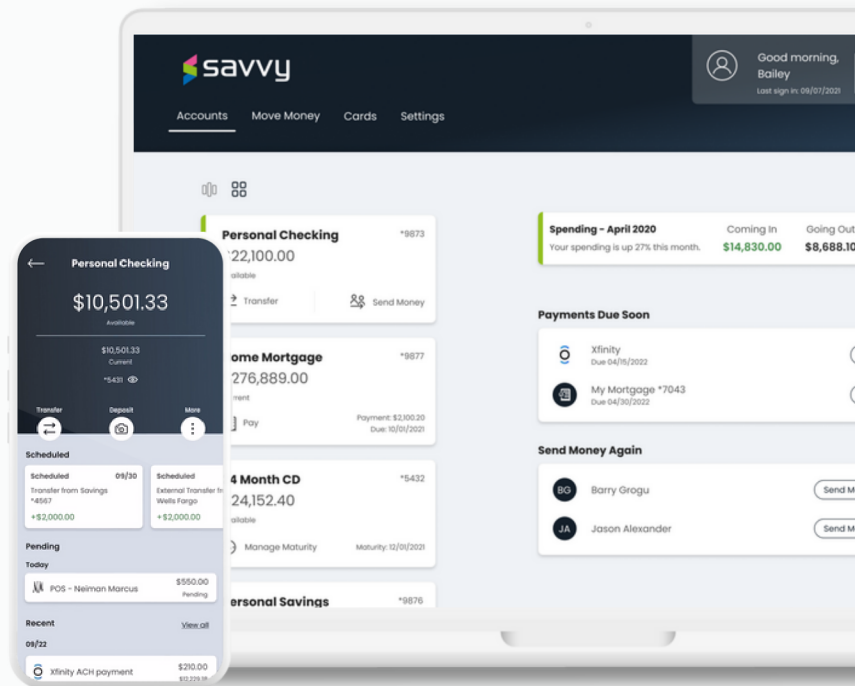 savvy
Good morning,
Bailey
Last sign in: 09/07/2021
Accounts Move Money Cards Settings
Personal Checking *9873
22,100.00
Transfer Send Money
Mortgage *9877
276,889.00
Pay
Payment: $2,100.20
Due: 10/01/2021
4 Month CD *5432
24,152.40
Manage Maturity Maturity: 12/01/2021
Savings *9876
Spending - April 2020 Coming In Going Out
Your spending is up 27% this month. $14,830.00 $8,688.10
Payments Due Soon
Xfinity
Due 04/15/2022
My Mortgage *7043
Due 04/30/2022
Send Money Again
BG Barry Grogu Send M
JA Jason Alexander Send M
Personal Checking
$10,501.33
Available
$10,501.33
Current
*5431
Transfer Deposit More
Scheduled
Scheduled 09/30
Transfer from Savings
*4567
+$2,000.00
Scheduled
External Transfer
Wells Fargo
+$2,000.00
Pending
Today
POS - Neiman Marcus $550.00
Pending
Recent View all
09/22
Xfinity ACH payment $210.00